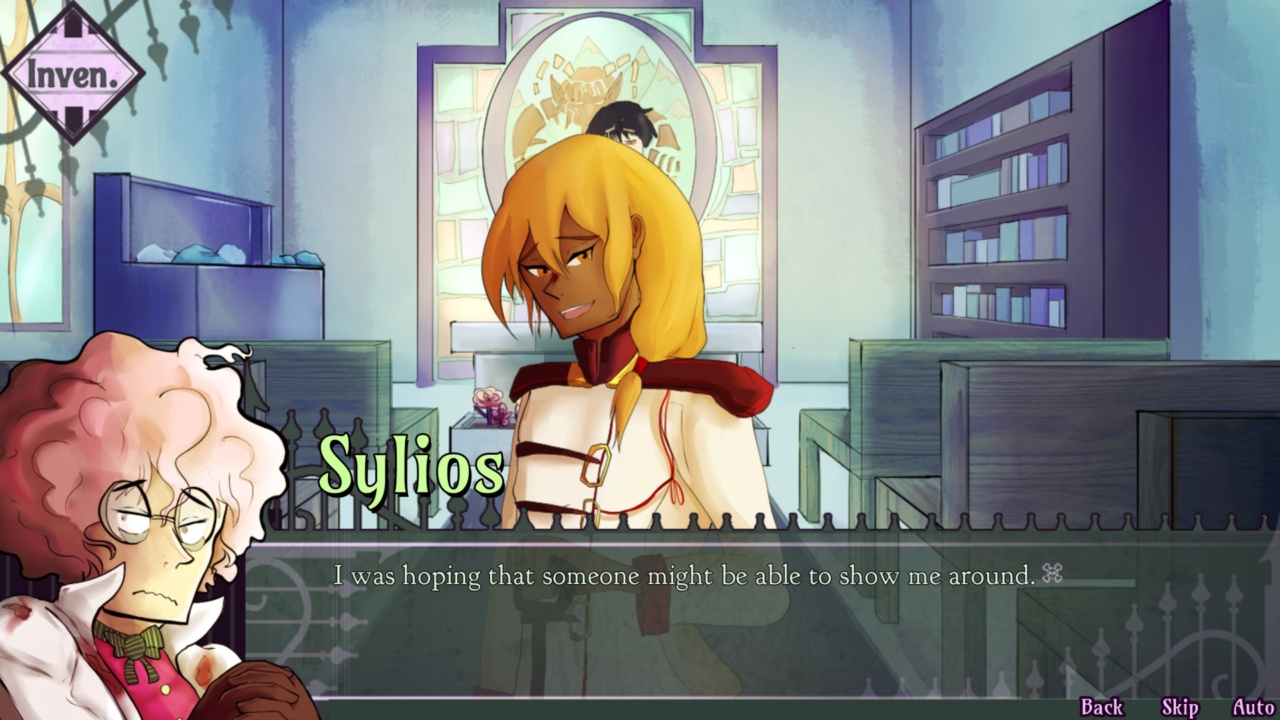 Inven.
Sylios
I was hoping that someone might be able to show me around.
Back Skip Auto